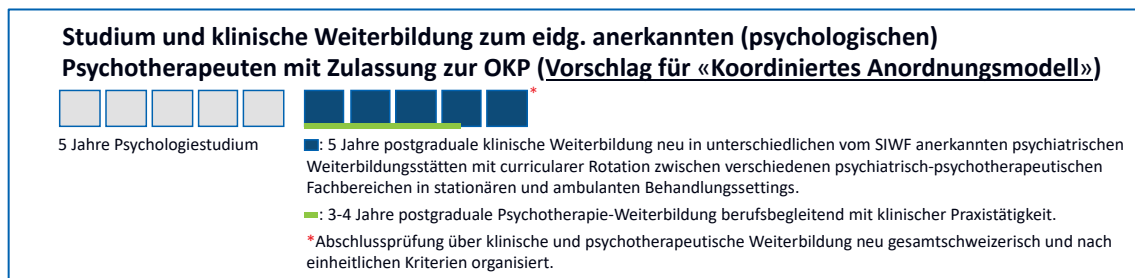 Studium und klinische Weiterbildung zum eidg. anerkannten (psychologischen)
Psychotherapeuten mit Zulassung zur OKP (Vorschlag für «Koordiniertes Anordnungsmodell»)
*
5 Jahre Psychologiestudium
: 5 Jahre postgraduale klinische Weiterbildung neu in unterschiedlichen vom SIWF anerkannten psychiatrischen
Weiterbildungsstätten mit curricularer Rotation zwischen verschiedenen psychiatrisch-psychotherapeutischen
Fachbereichen in stationären und ambulanten Behandlungssettings.
: 3-4 Jahre postgraduale Psychotherapie-Weiterbildung berufsbegleitend mit klinischer Praxistätigkeit.
*Abschlussprüfung über klinische und psychotherapeutische Weiterbildung neu gesamtschweizerisch und nach
einheitlichen Kriterien organisiert.